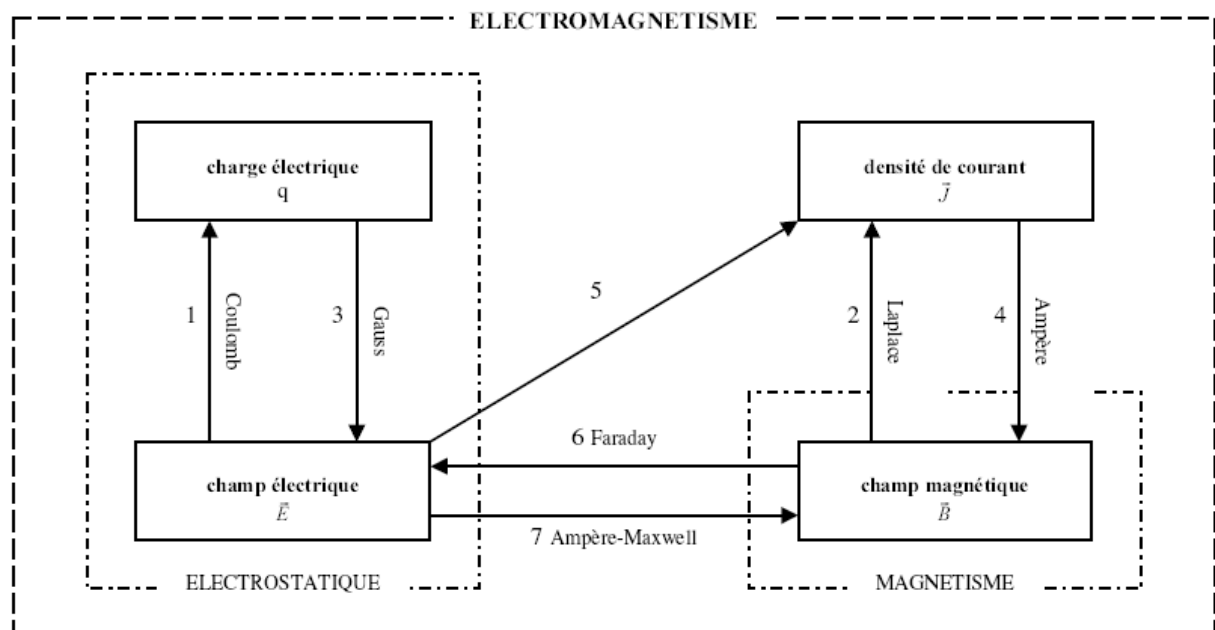 ELECTROMAGNETISME
charge électrique
q
densité de courant
J⃗
1
Coulomb
3
Gauss
5
2
Laplace
4
Ampère
6 Faraday
champ électrique
E⃗
champ magnétique
B⃗
7 Ampère-Maxwell
ELECTROSTATIQUE
MAGNETISME